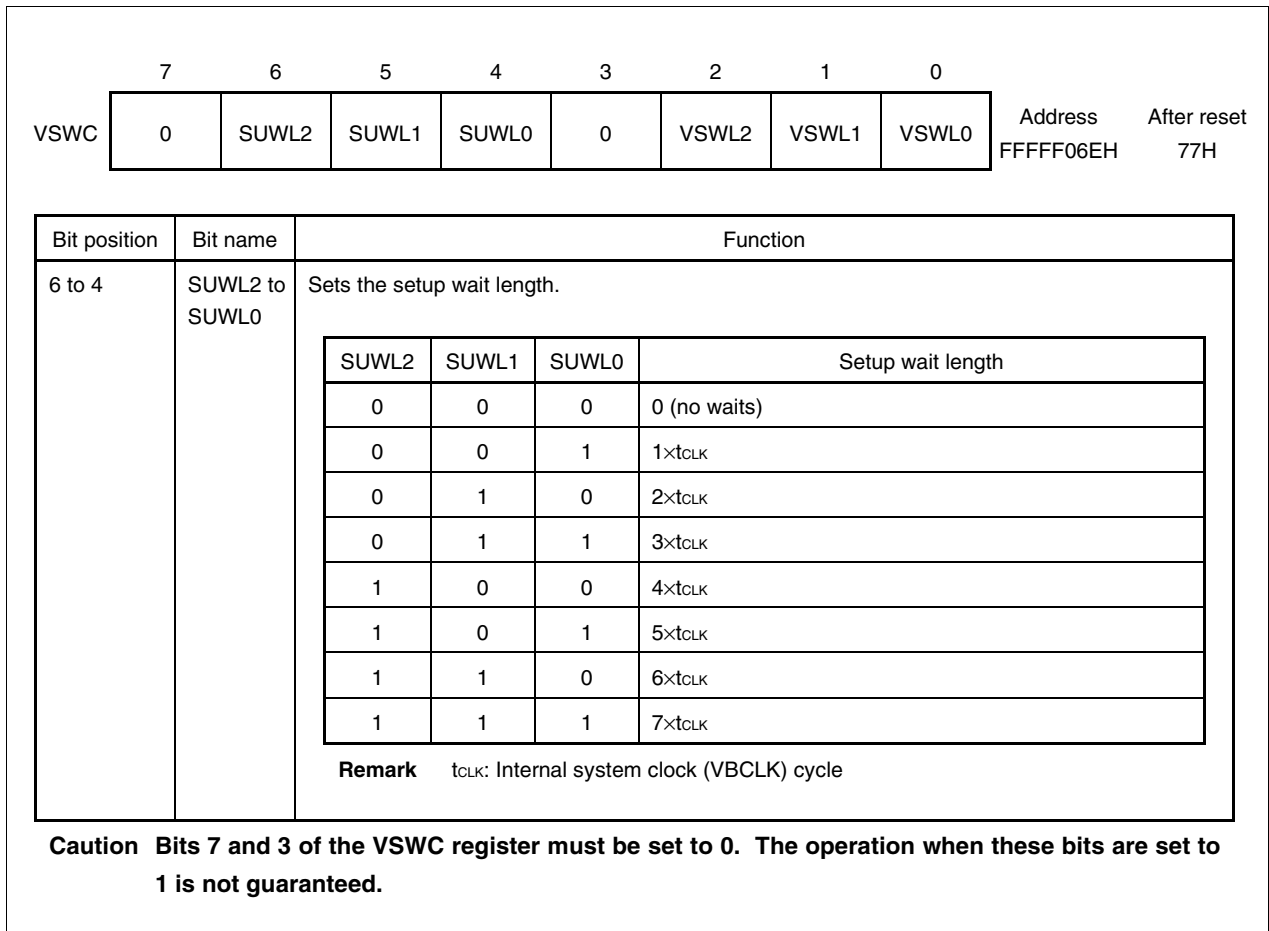 7 6 5 4 3 2 1 0
VSWC 0 SUWL2 SUWL1 SUWL0 0 VSWL2 VSWL1 VSWL0 Address After reset
FFFFF06EH 77H
Bit position Bit name Function
6 to 4 SUWL2 to Sets the setup wait length.
SUWL0
SUWL2 SUWL1 SUWL0 Setup wait length
0 0 0 0 (no waits)
0 0 1 1×tCLK
0 1 0 2×tCLK
0 1 1 3×tCLK
1 0 0 4×tCLK
1 0 1 5×tCLK
1 1 0 6×tCLK
1 1 1 7×tCLK
Remark tCLK: Internal system clock (VBCLK) cycle
Caution Bits 7 and 3 of the VSWC register must be set to 0. The operation when these bits are set to
1 is not guaranteed.